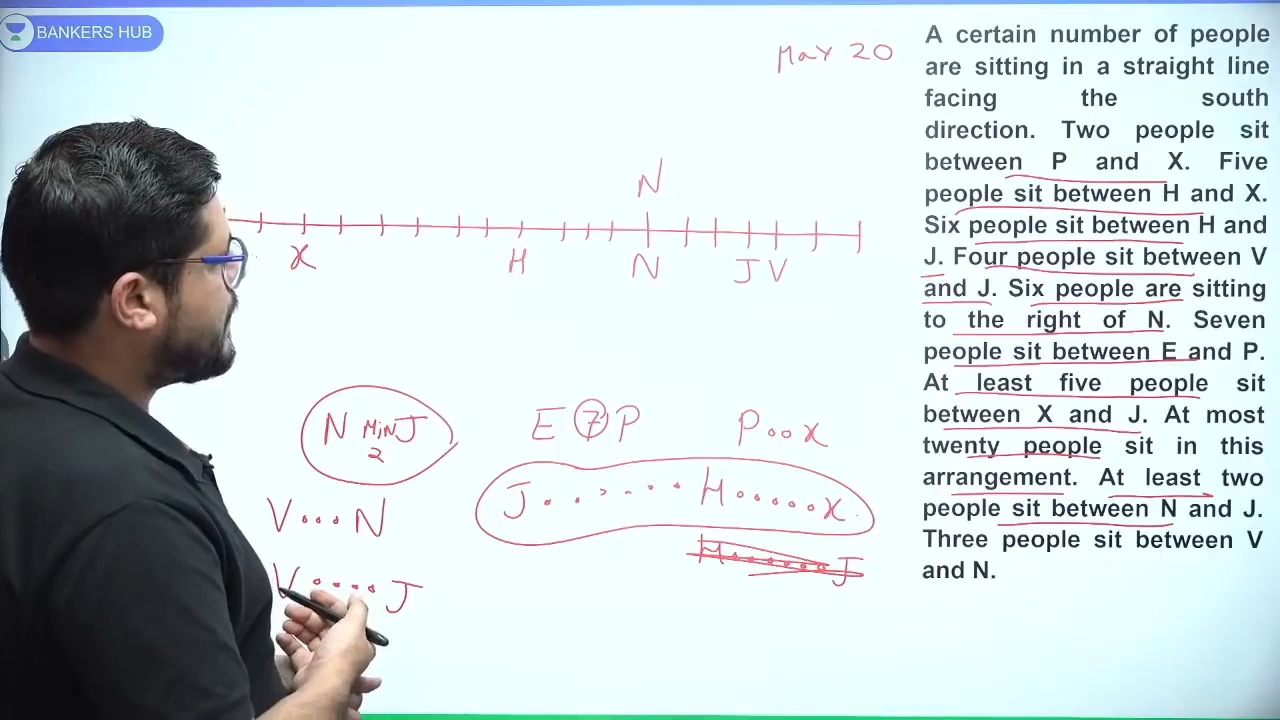 BANKERS HUB
May 20
N
X H N J V
N MiN J
2
E 7 P P o o X
J . . . . . . H . . . . . X
V . . . N
H . . . . . . J
V . . . . J
A certain number of people
are sitting in a straight line
facing the south
direction. Two people sit
between P and X. Five
people sit between H and X.
Six people sit between H and
J. Four people sit between V
and J. Six people are sitting
to the right of N. Seven
people sit between E and P.
At least five people sit
between X and J. At most
twenty people sit in this
arrangement. At least two
people sit between N and J.
Three people sit between V
and N.